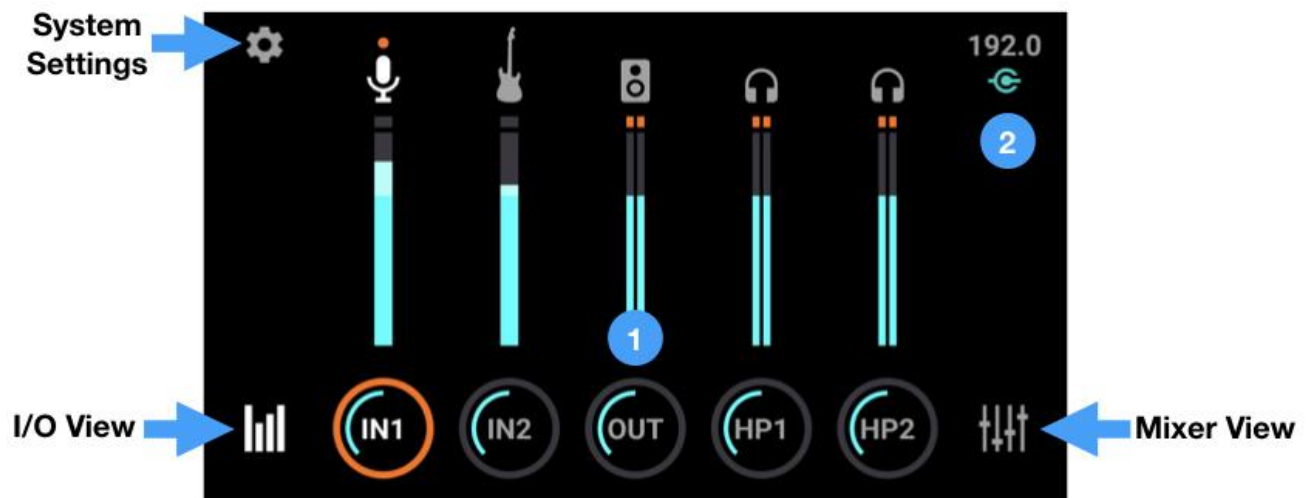 System
Settings
192.0
2
1
I/O View
IN1
IN2
OUT
HP1
HP2
Mixer View